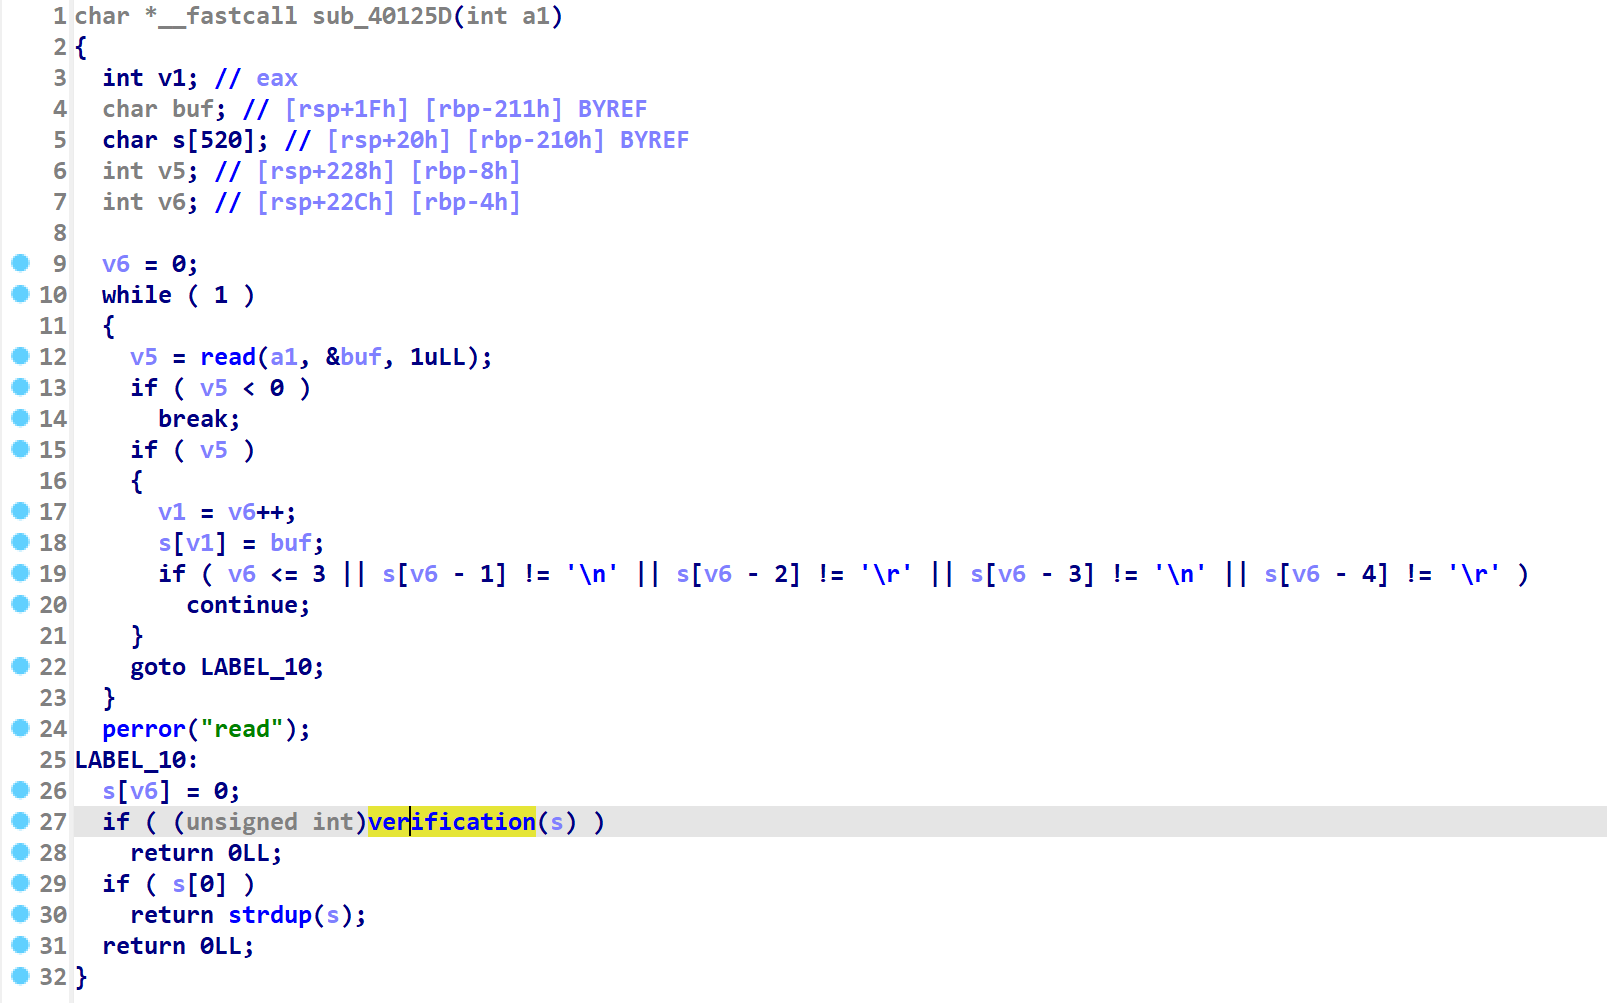 1 char *__fastcall sub_40125D(int a1)
2 {
3   int v1; // eax
4   char buf; // [rsp+1Fh] [rbp-211h] BYREF
5   char s[520]; // [rsp+20h] [rbp-210h] BYREF
6   int v5; // [rsp+228h] [rbp-8h]
7   int v6; // [rsp+22Ch] [rbp-4h]
8
9   v6 = 0;
10   while ( 1 )
11   {
12     v5 = read(a1, &buf, 1uLL);
13     if ( v5 < 0 )
14       break;
15     if ( v5 )
16     {
17       v1 = v6++;
18       s[v1] = buf;
19       if ( v6 <= 3 || s[v6 - 1] != '\n' || s[v6 - 2] != '\r' || s[v6 - 3] != '\n' || s[v6 - 4] != '\r' )
20         continue;
21     }
22     goto LABEL_10;
23   }
24   perror("read");
25 LABEL_10:
26   s[v6] = 0;
27   if ( (unsigned int)verification(s) )
28     return 0LL;
29   if ( s[0] )
30     return strdup(s);
31   return 0LL;
32 }